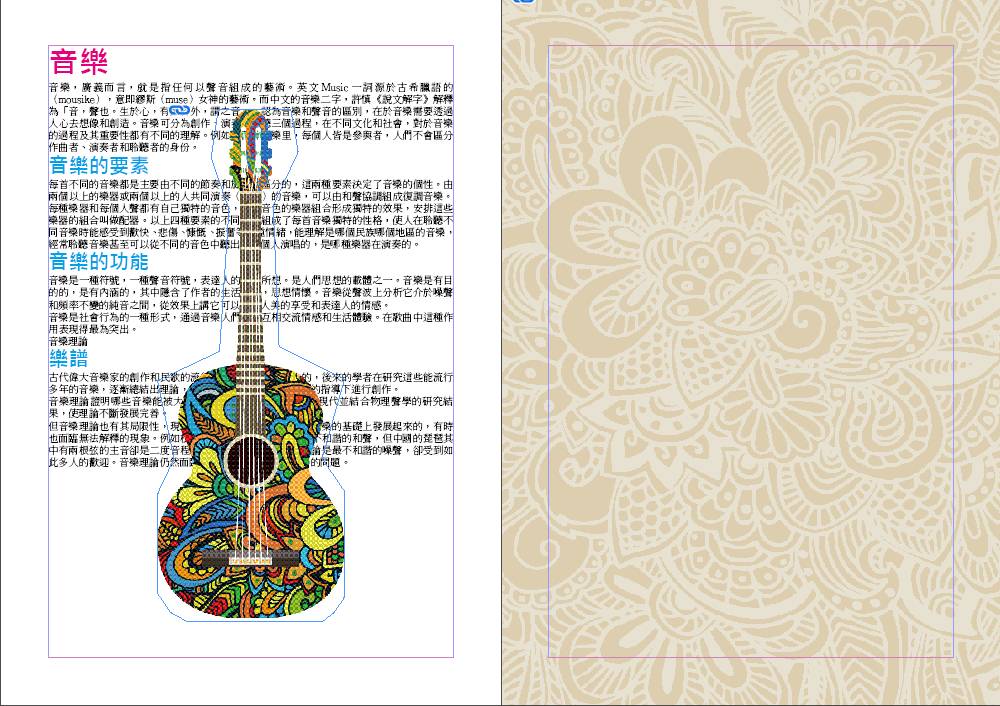 音樂
音樂，廣義而言，就是指任何以聲音組成的藝術。英文Music一詞源於古希臘語的
（mousike），意即繆斯（muse）女神的藝術。而中文的音樂二字，許慎《說文解字》解釋
為「音，聲也。生於心，有 外，謂之音 認為音樂和聲音的區別，在於音樂需要透過
人心去想像和創造。音樂可分為創作、演 三個過程，在不同文化和社會，對於音樂
的過程及其重要性都有不同的理解。例如 樂里，每個人皆是參與者，人們不會區分
作曲者、演奏者和聆聽者的身份。
音樂的要素
每首不同的音樂都是主要由不同的節奏和 區分的，這兩種要素決定了音樂的個性。由
兩個以上的樂器或兩個以上的人共同演奏（ ）的音樂，可以由和聲協調組成復調音樂。
每種樂器和每個人聲都有自己獨特的音色， 音色的樂器組合形成獨特的效果，安排這些
樂器的組合叫做配器。以上四種要素的不同 組成了每首音樂獨特的性格，使人在聆聽不
同音樂時能感受到歡快、悲傷、慷慨、振奮 情緒，能理解是哪個民族哪個地區的音樂，
經常聆聽音樂甚至可以從不同的音色中聽出 個人演唱的，是哪種樂器在演奏的。
音樂的功能
音樂是一種符號，一種聲音符號，表達人的 所想。是人們思想的載體之一。音樂是有目
的的，是有內涵的，其中隱含了作者的生活 ，思想情懷。音樂從聲波上分析它介於噪聲
和頻率不變的純音之間，從效果上講它可以 人美的享受和表達人的情感。
音樂是社會行為的一種形式，通過音樂人們 互相交流情感和生活體驗。在歌曲中這種作
用表現得最為突出。
音樂理論
樂譜
古代偉大音樂家的創作和民歌的 的，後來的學者在研究這些能流行
多年的音樂，逐漸總結出理論， 的指導下進行創作。
音樂理論證明哪些音樂能被大 現代並結合物理聲學的研究結
果，使理論不斷發展完善。
但音樂理論也有其局限性，現 樂的基礎上發展起來的，有時
也面臨無法解釋的現象。例如 不和諧的和聲，但中國的琵琶其
中有兩根弦的主音卻是二度音程 論是最不和諧的噪聲，卻受到如
此多人的歡迎。音樂理論仍然面 的問題。